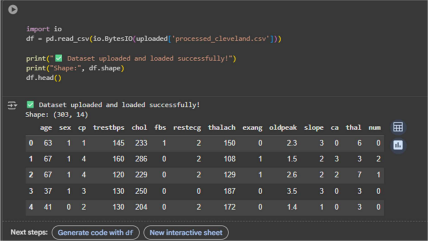 import io
df = pd.read_csv(io.BytesIO(uploaded['processed_cleveland.csv']))
print("✅ Dataset uploaded and loaded successfully!")
print("Shape:", df.shape)
df.head()
✅ Dataset uploaded and loaded successfully!
Shape: (303, 14)
age sex cp trestbps chol fbs restecg thalach exang oldpeak slope ca thal num
0 63 1 1 145 233 1 2 150 0 2.3 3 0 6 0
1 67 1 4 160 286 0 2 108 1 1.5 2 3 3 2
2 67 1 4 120 229 0 2 129 1 2.6 2 2 7 1
3 37 1 3 130 250 0 0 187 0 3.5 3 0 3 0
4 41 0 2 130 204 0 2 172 0 1.4 1 0 3 0
Next steps: Generate code with df New interactive sheet